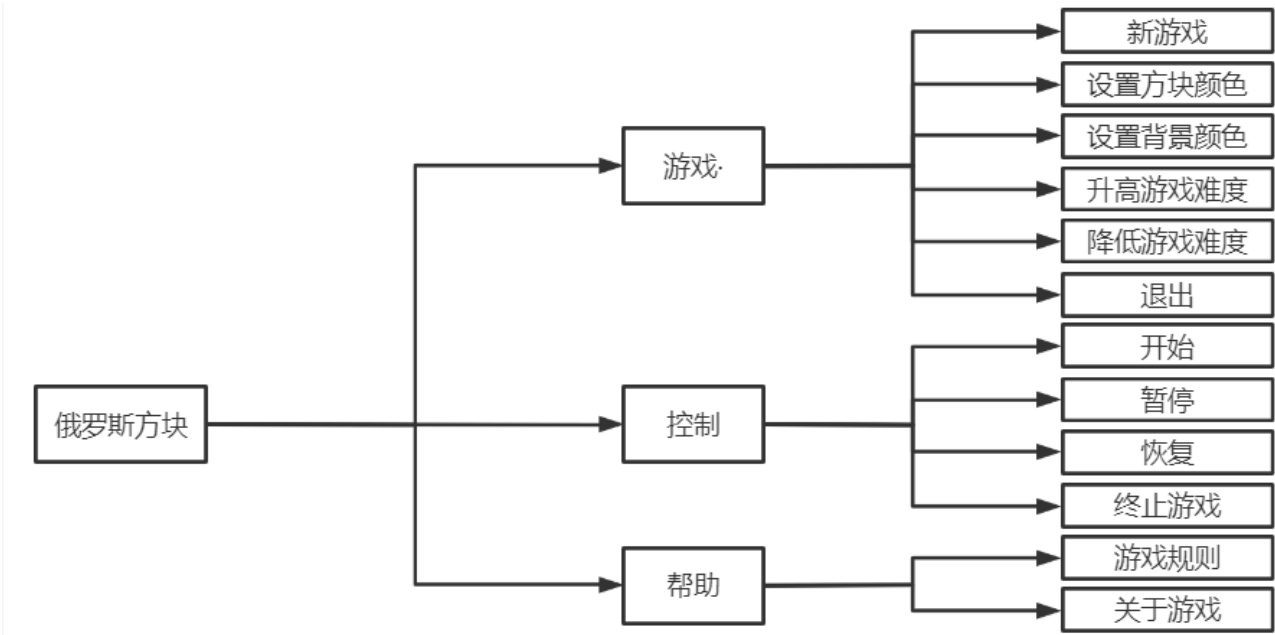 新游戏
设置方块颜色
设置背景颜色
游戏·
升高游戏难度
降低游戏难度
退出
开始
暂停
俄罗斯方块
控制
恢复
终止游戏
游戏规则
帮助
关于游戏